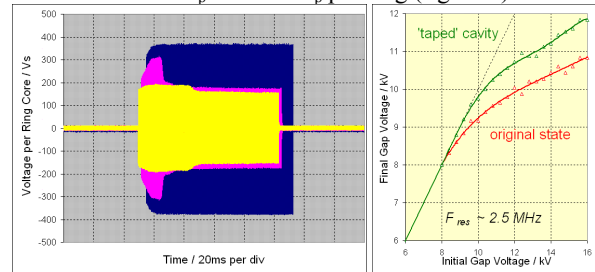 Voltage per Ring Core / Vs
500
400
300
200
100
0
-100
-200
-300
-400
-500
Time / 20ms per div
Final Gap Voltage / kV
12
11
10
9
8
7
6
'taped' cavity
original state
F res ~ 2.5 MHz
6 8 10 12 14 16
Initial Gap Voltage / kV